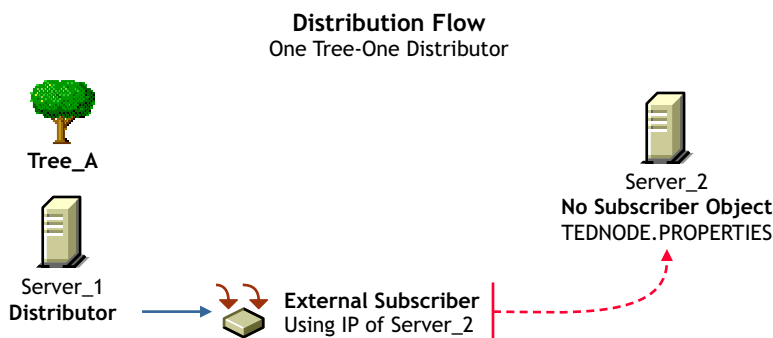 Distribution Flow
One Tree-One Distributor
Tree_A
Server_1
Distributor
External Subscriber
Using IP of Server_2
Server_2
No Subscriber Object
TEDNODE.PROPERTIES